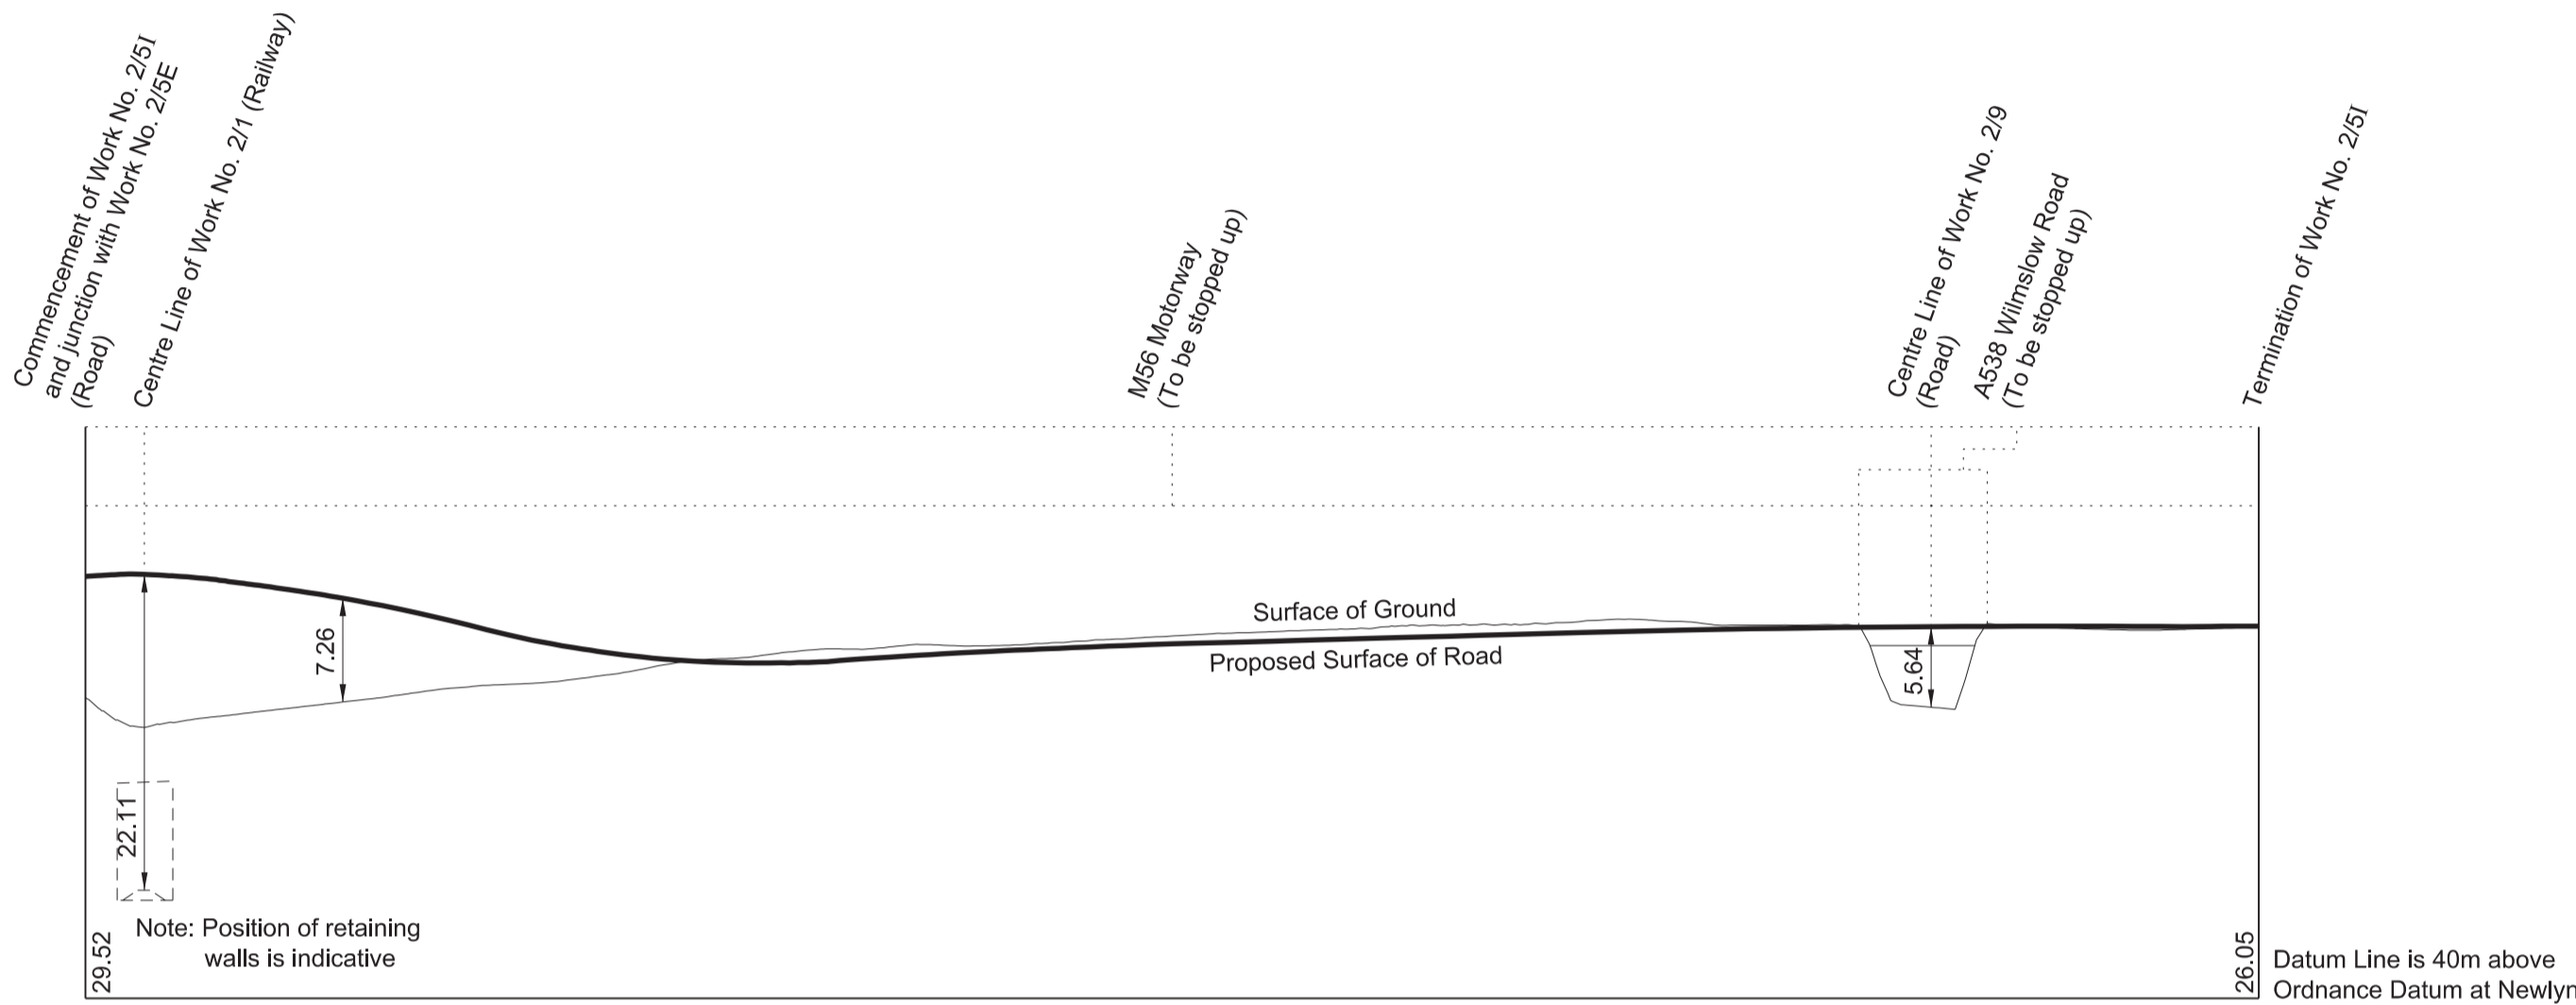 Commencement of Work No. 2/5I
and junction with Work No. 2/5E
(Road)
Centre Line of Work No. 2/1 (Railway)
M56 Motorway
(To be stopped up)
Centre Line of Work No. 2/9
(Road)
A538 Wilmslow Road
(To be stopped up)
Termination of Work No. 2/5I
Surface of Ground
Proposed Surface of Road
7.26
5.64
22.11
Note: Position of retaining
walls is indicative
29.52
26.05
Datum Line is 40m above
Ordnance Datum at Newlyn